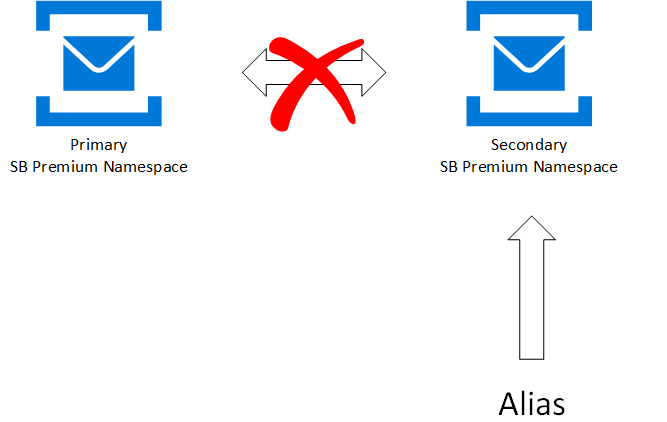 Primary
SB Premium Namespace
Secondary
SB Premium Namespace
Alias